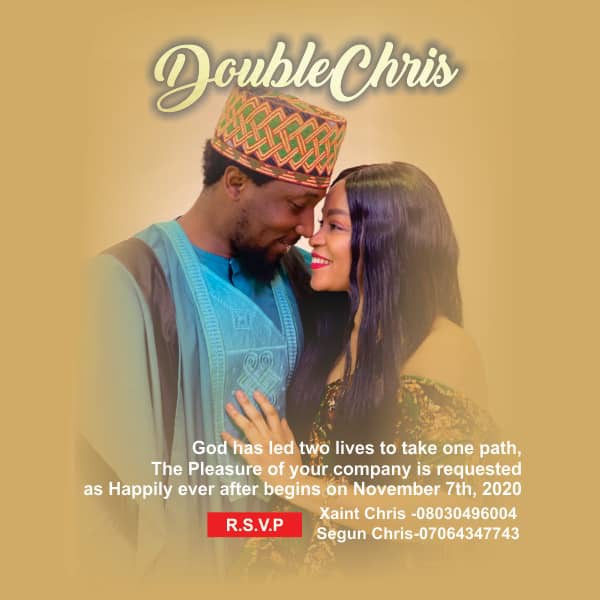 DoubleChris
God has led two lives to take one path,
The Pleasure of your company is requested
as Happily ever after begins on November 7th, 2020
R.S.V.P
Xaint Chris -08030496004
Segun Chris-07064347743